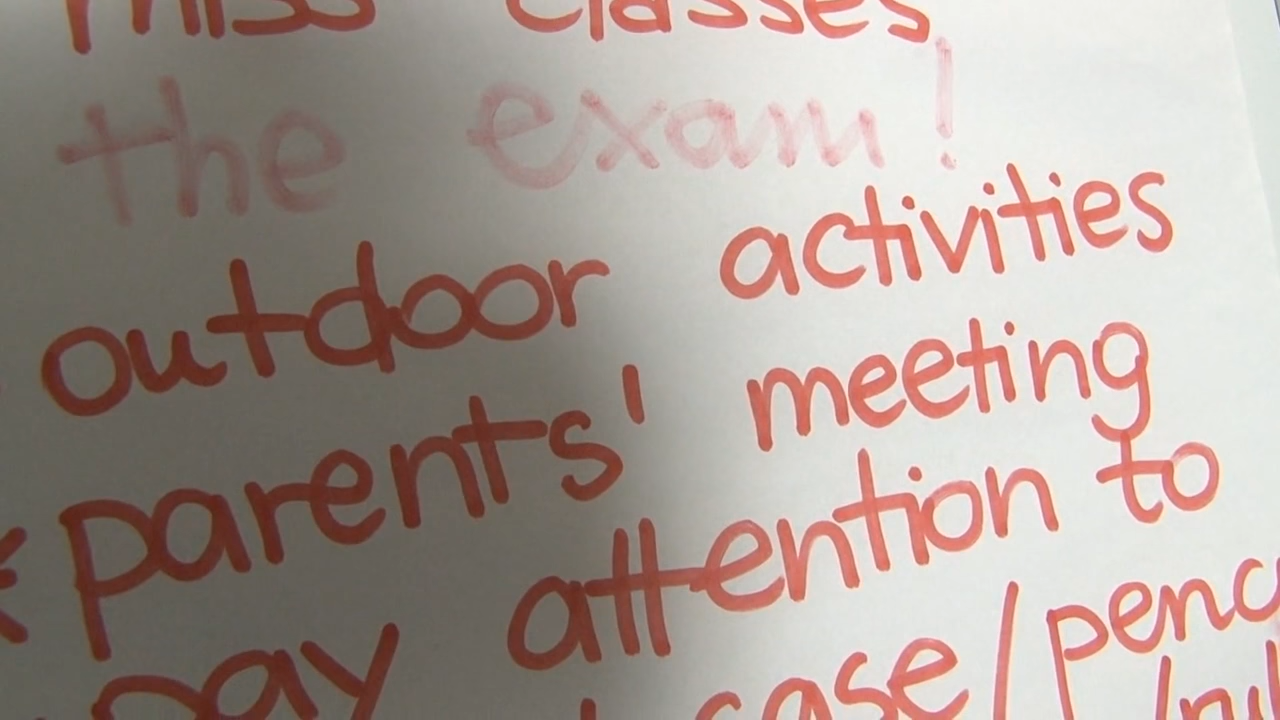 miss classes
the exam!
outdoor activities
* parents' meeting
pay attention to
case/penc